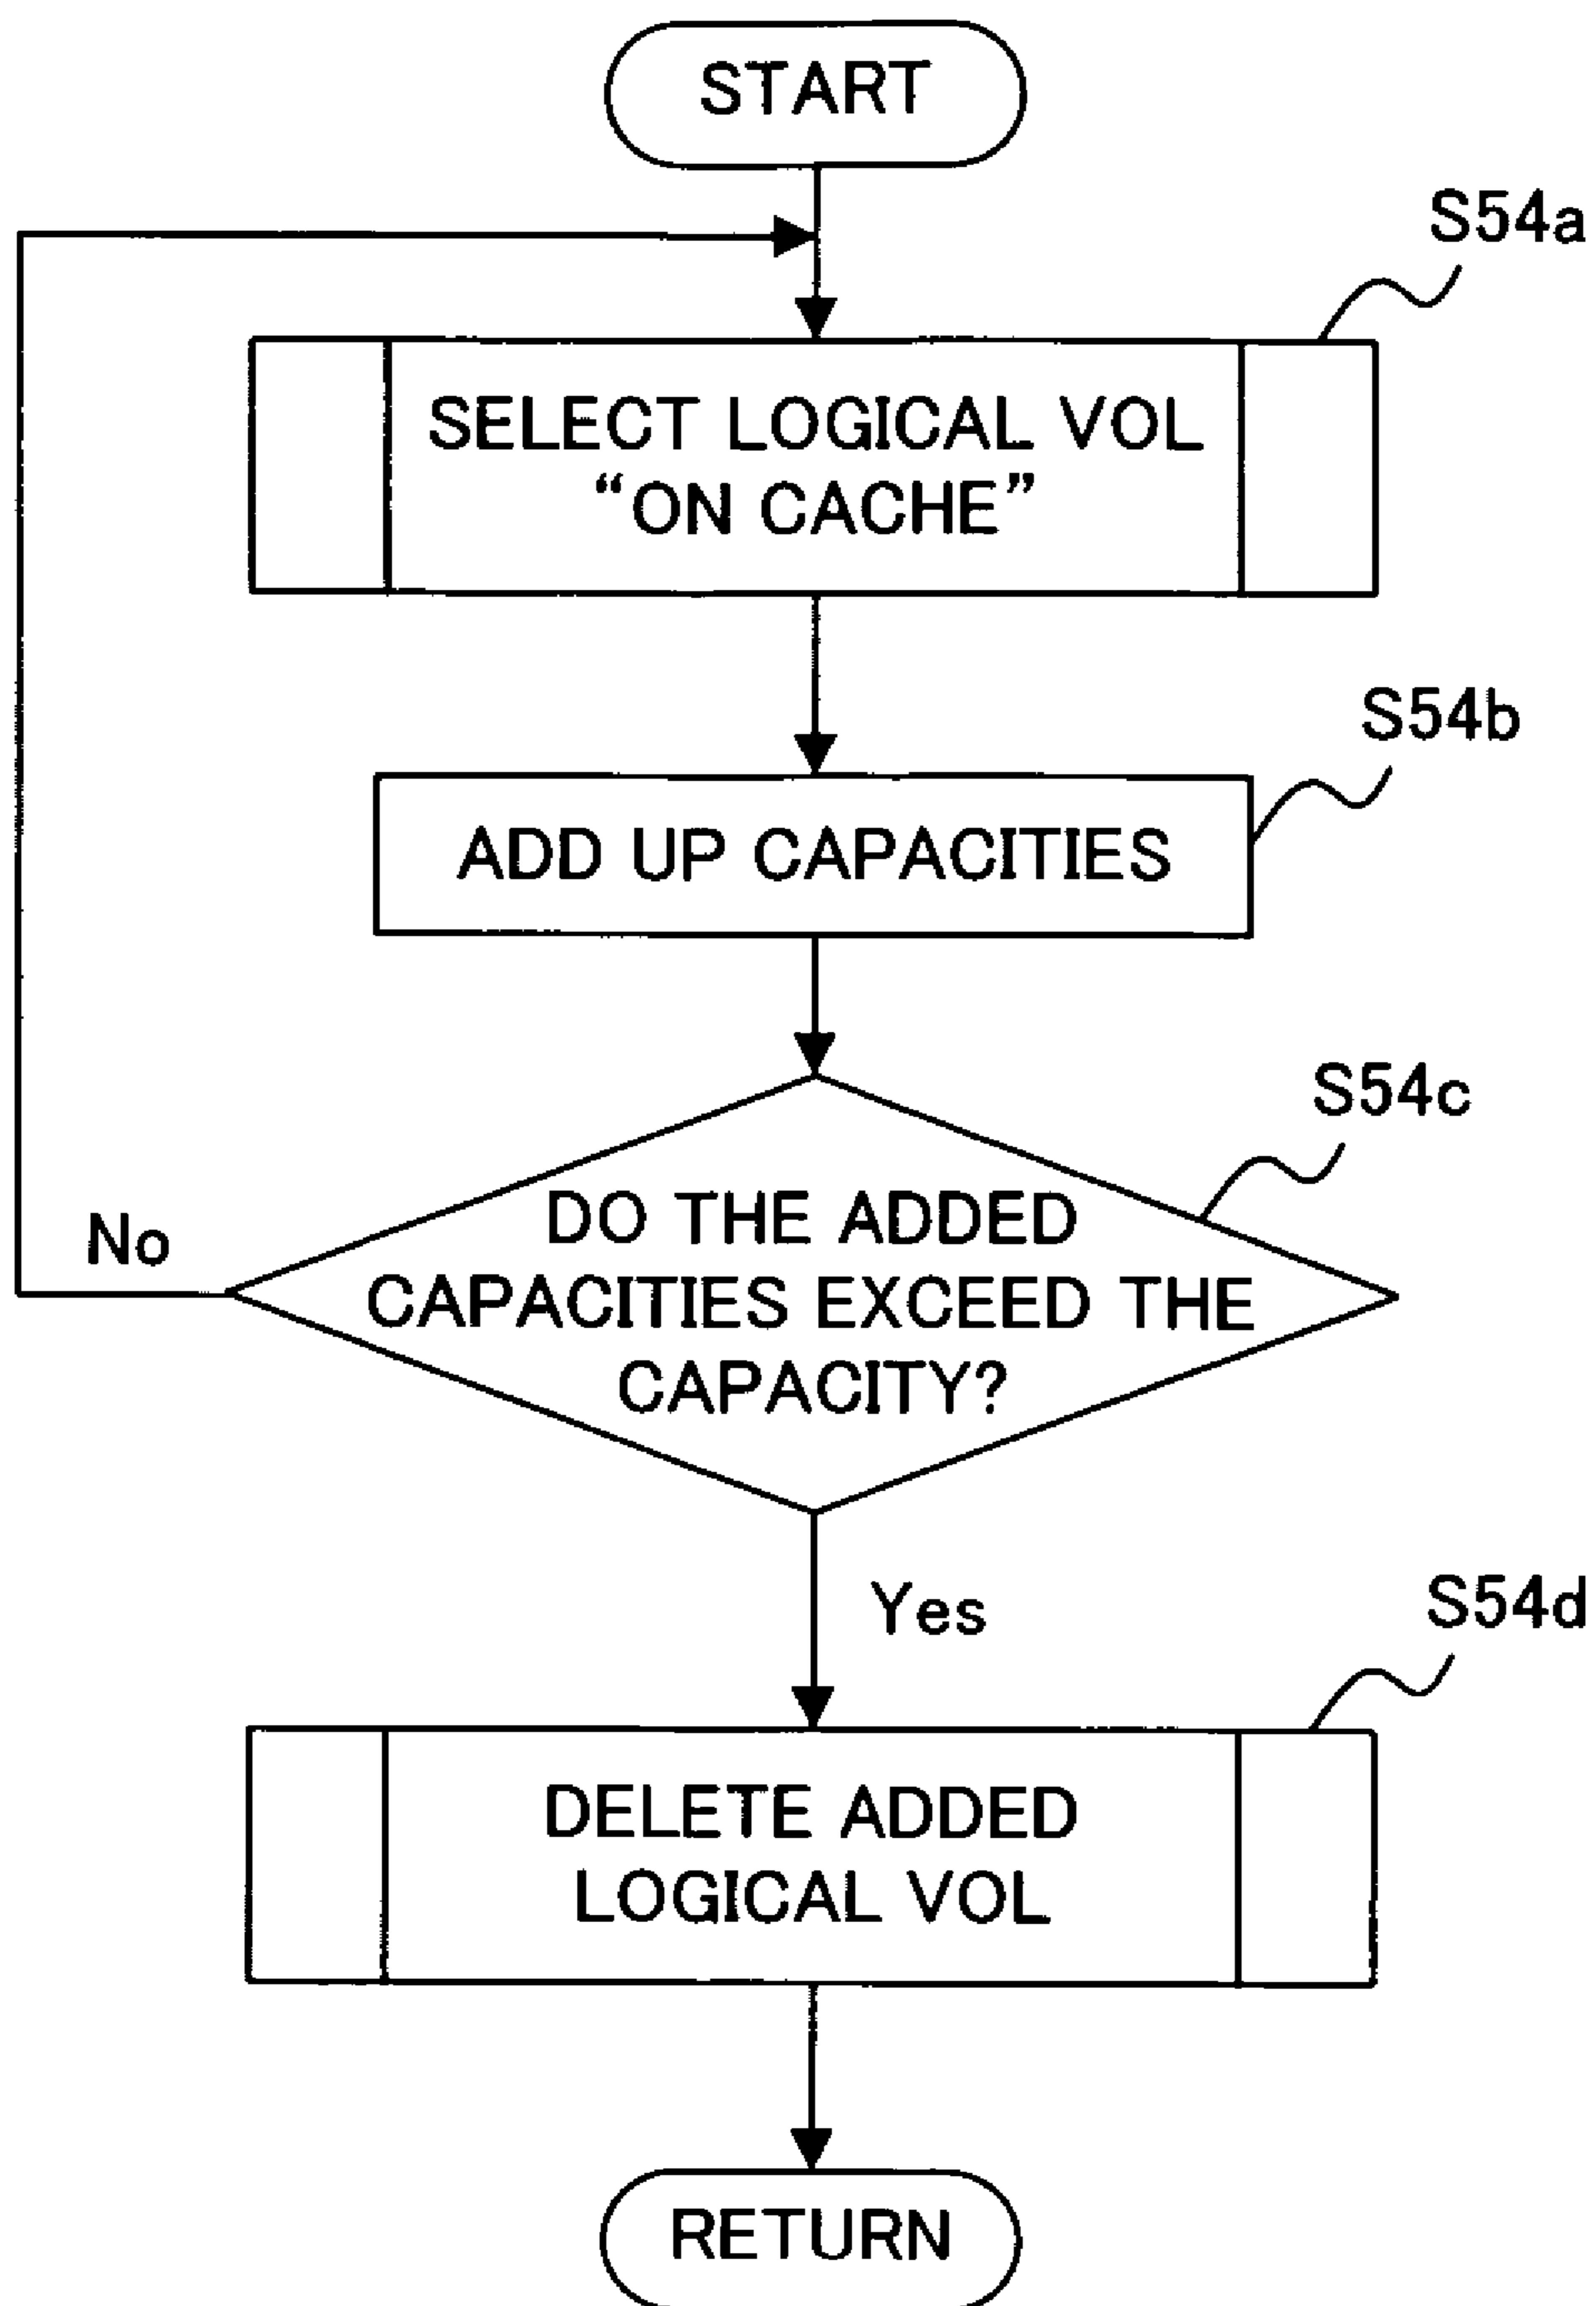 START
S54a
SELECT LOGICAL VOL
“ON CACHE”
S54b
ADD UP CAPACITIES
S54c
DO THE ADDED
CAPACITIES EXCEED THE
CAPACITY?
No
Yes
S54d
DELETE ADDED
LOGICAL VOL
RETURN